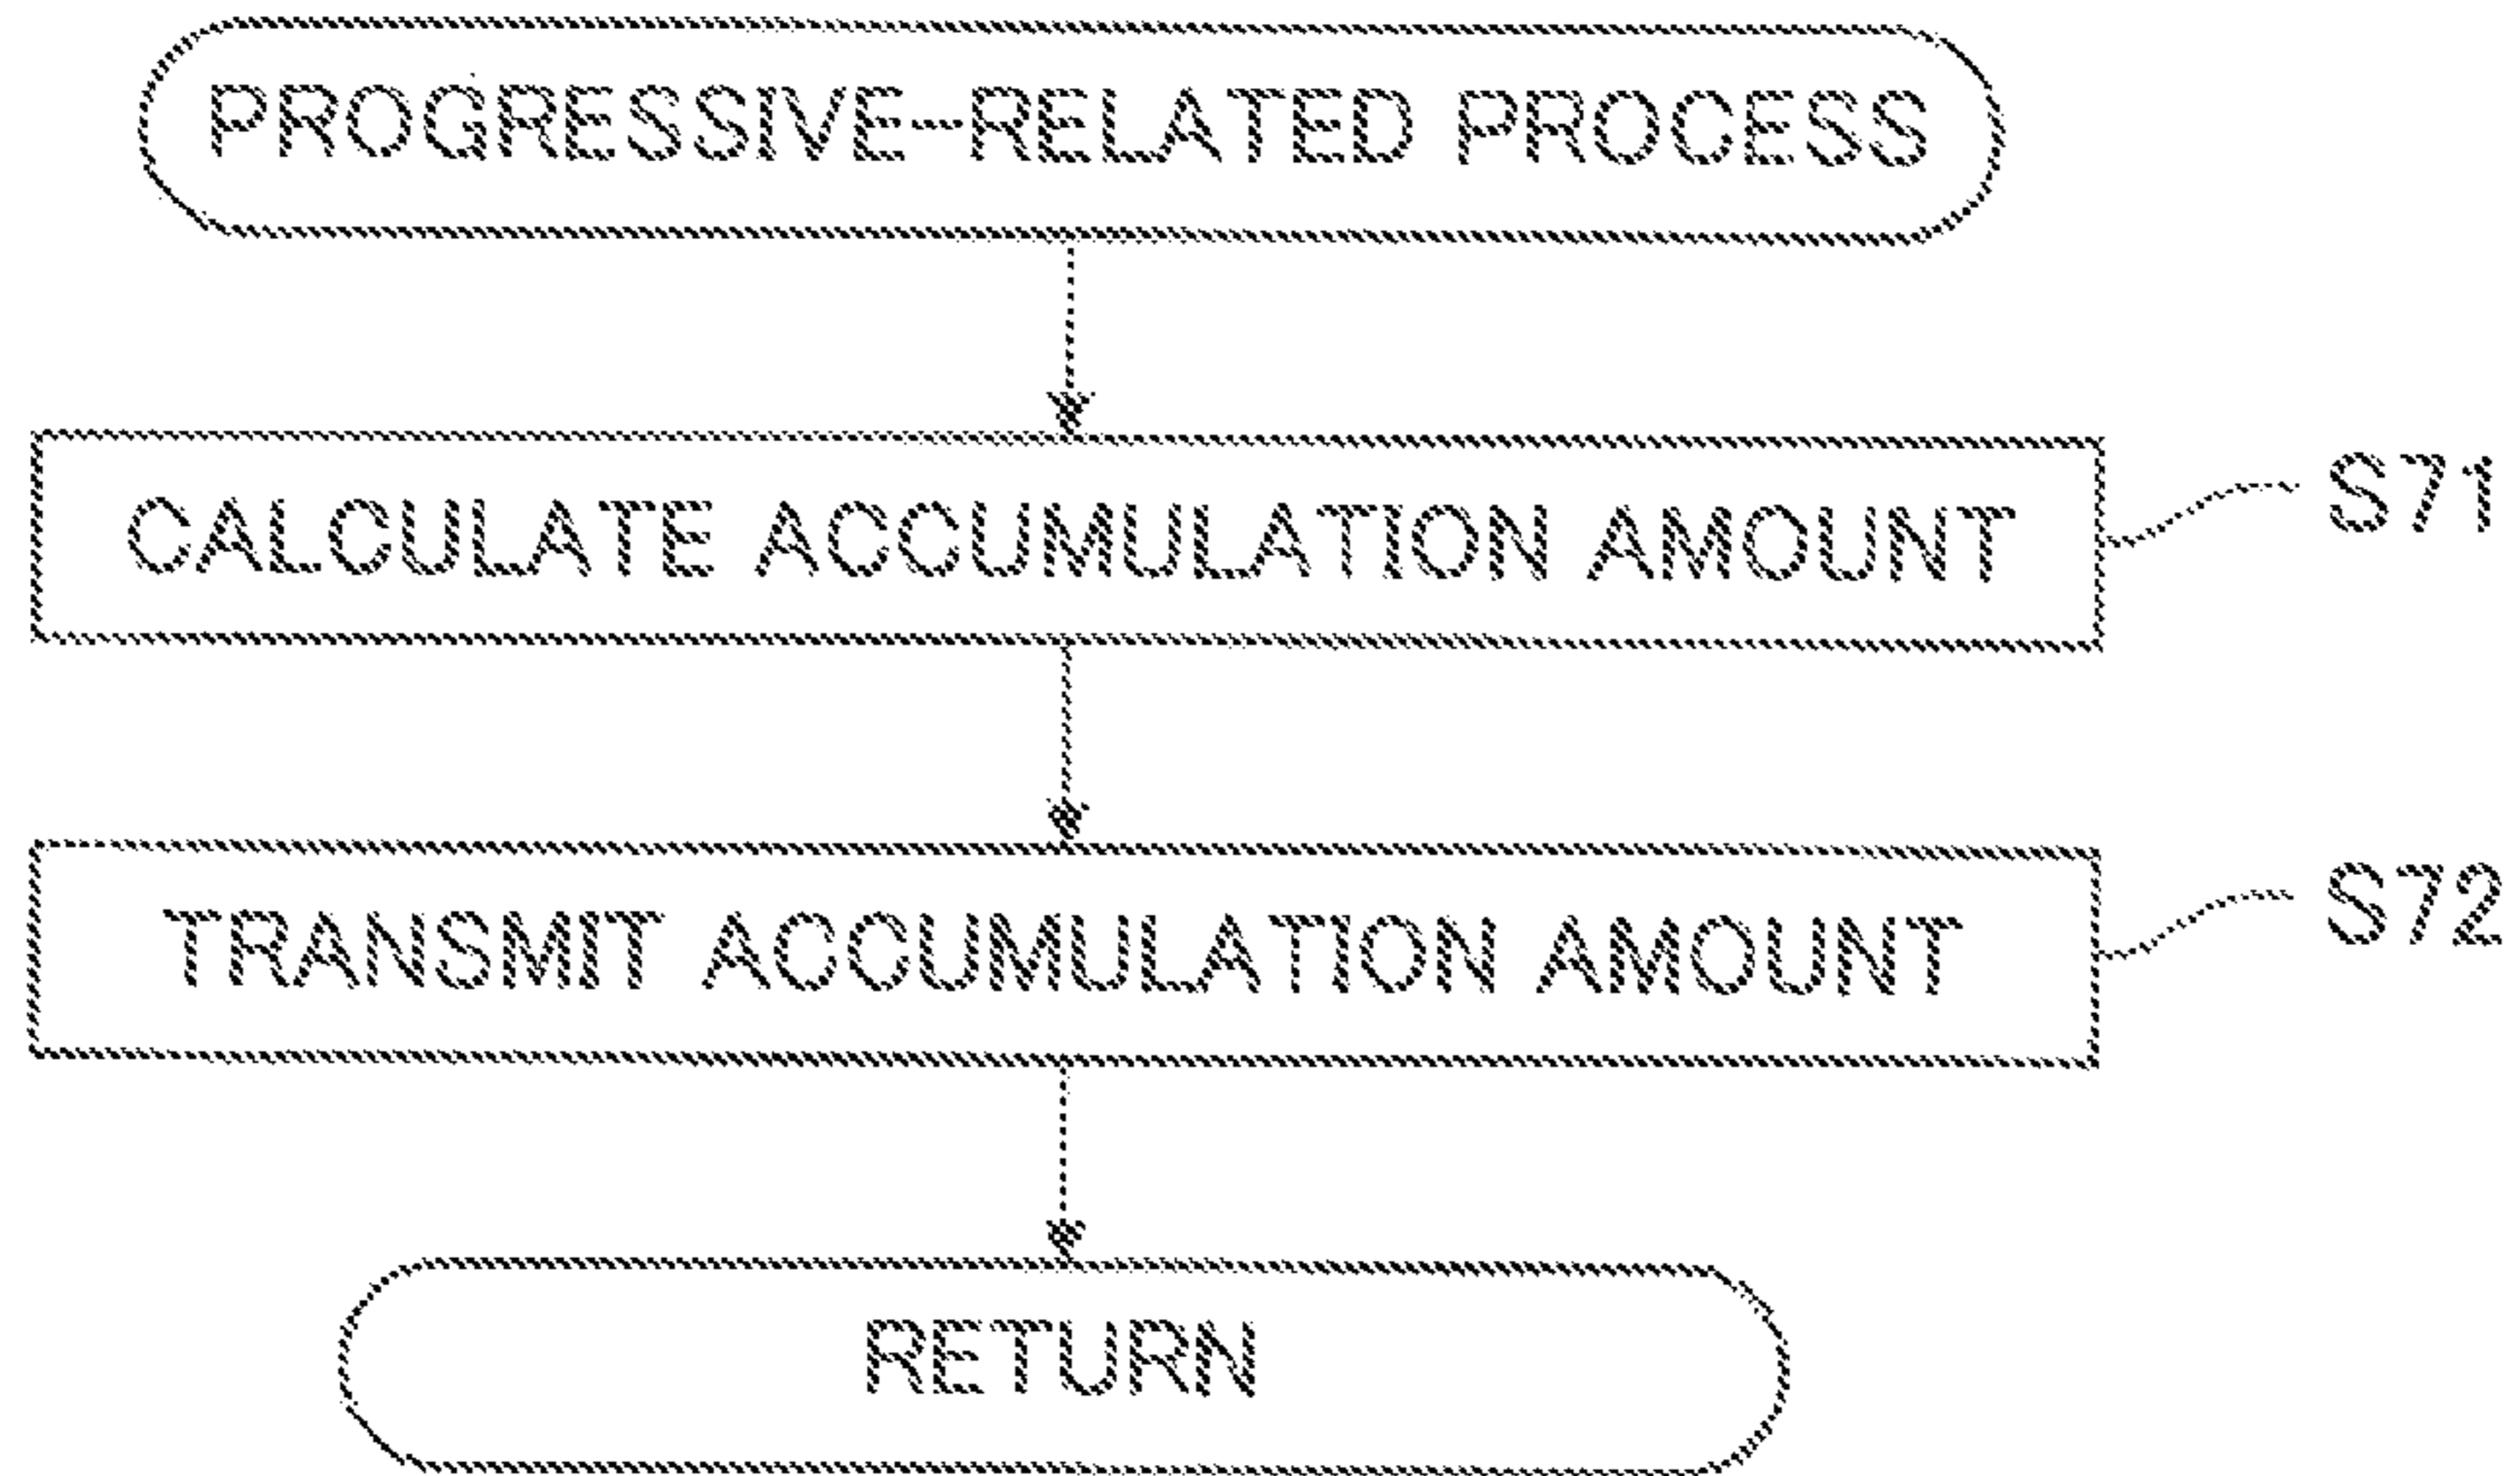 PROGRESSIVE-RELATED PROCESS
CALCULATE ACCUMULATION AMOUNT
S71
TRANSMIT ACCUMULATION AMOUNT
S72
RETURN